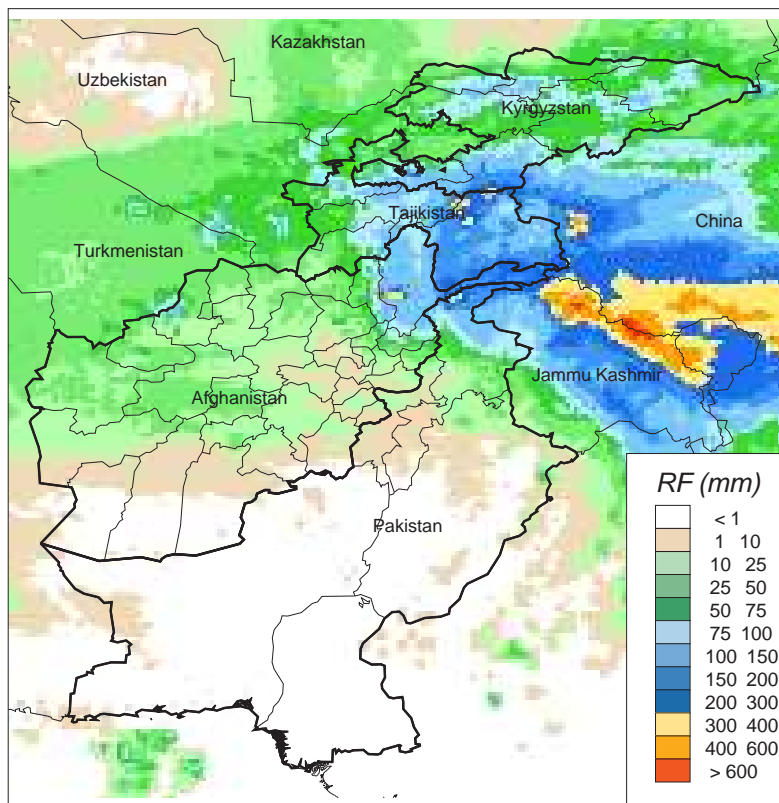 Kazakhstan
Uzbekistan
Kyrgyzstan
Tajikistan
China
Turkmenistan
Jammu Kashmir
Afghanistan
Pakistan
RF (mm)
< 1
1 10
10 25
25 50
50 75
75 100
100 150
150 200
200 300
300 400
400 600
> 600